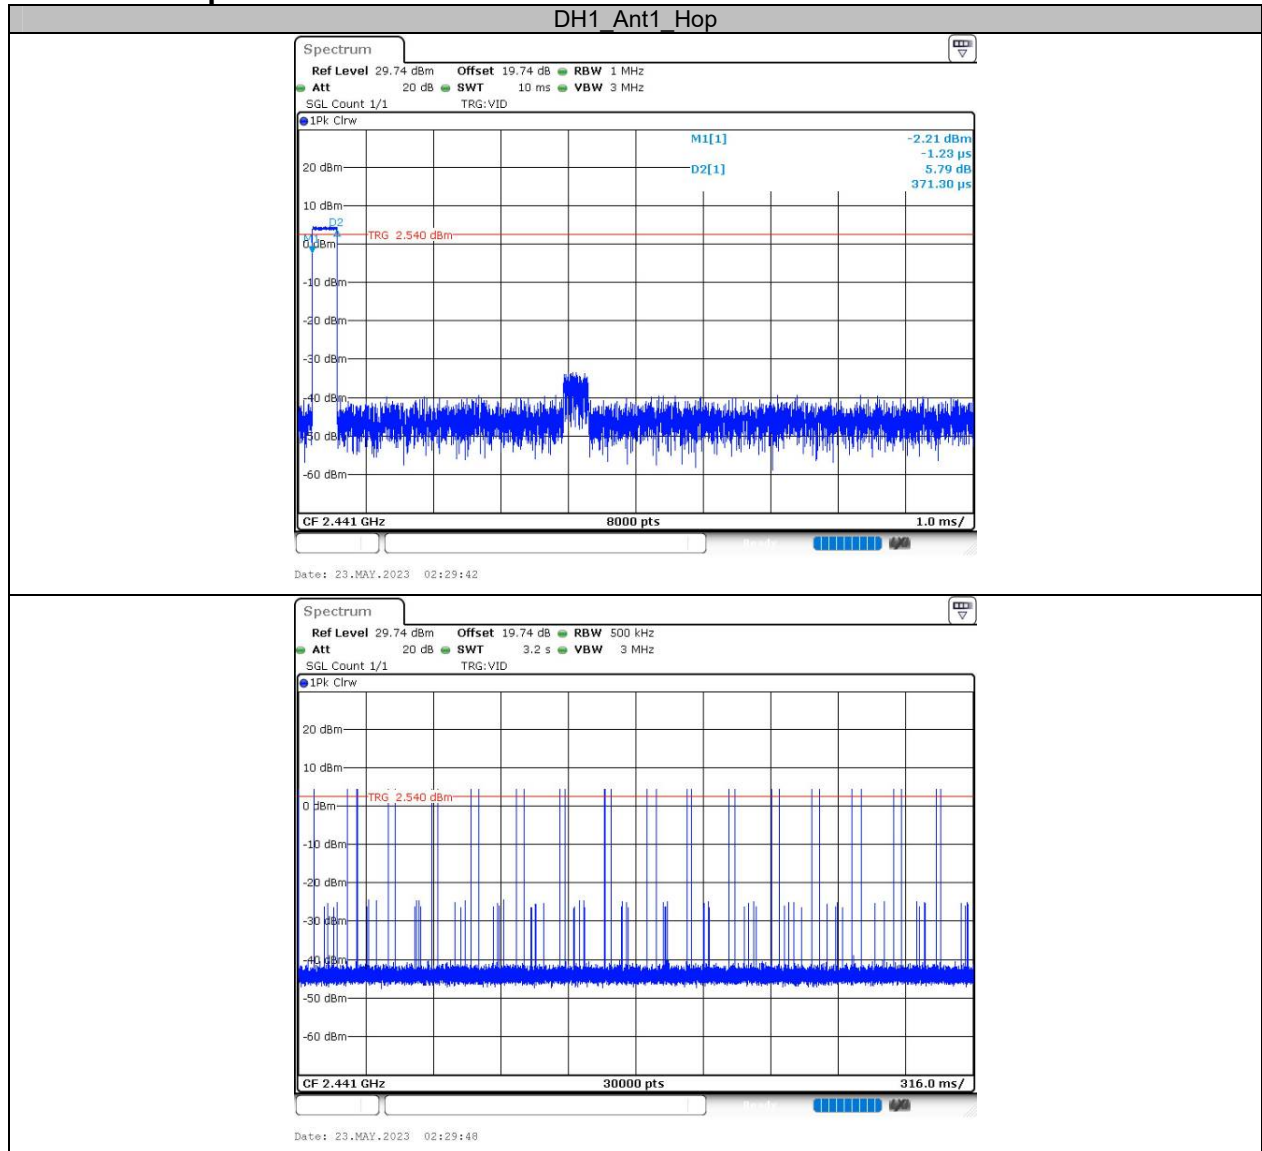 DH1_Ant1_Hop
Spectrum
Ref Level 29.74 dBm Offset 19.74 dB RBW 1 MHz
Att 20 dB SWT 10 ms VBW 3 MHz
SGL Count 1/1 TRG:VID
1Pk Clrw
M1[1] -2.21 dBm
-1.23 µs
20 dBm D2[1] 5.79 dB
371.30 µs
10 dBm
D2
TRG 2.540 dBm
M1
0 dBm
-10 dBm
-20 dBm
-30 dBm
-40 dBm
-50 dBm
-60 dBm
CF 2.441 GHz 8000 pts 1.0 ms/
Date: 23.MAY.2023 02:29:42
Spectrum
Ref Level 29.74 dBm Offset 19.74 dB RBW 500 kHz
Att 20 dB SWT 3.2 s VBW 3 MHz
SGL Count 1/1 TRG:VID
1Pk Clrw
20 dBm
10 dBm
TRG 2.540 dBm
0 dBm
-10 dBm
-20 dBm
-30 dBm
-40 dBm
-50 dBm
-60 dBm
CF 2.441 GHz 30000 pts 316.0 ms/
Date: 23.MAY.2023 02:29:48